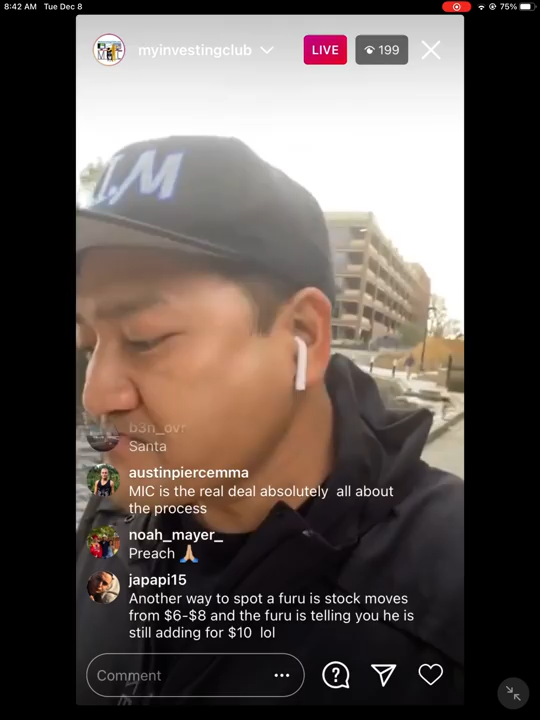 8:42 AM Tue Dec 8
75%
myinvestingclub
LIVE
199
I.M
b3n_ovr
Santa
austinpiercemma
MIC is the real deal absolutely all about
the process
noah_mayer_
Preach 🙏🏼
japapi15
Another way to spot a furu is stock moves
from $6-$8 and the furu is telling you he is
still adding for $10 lol
Comment